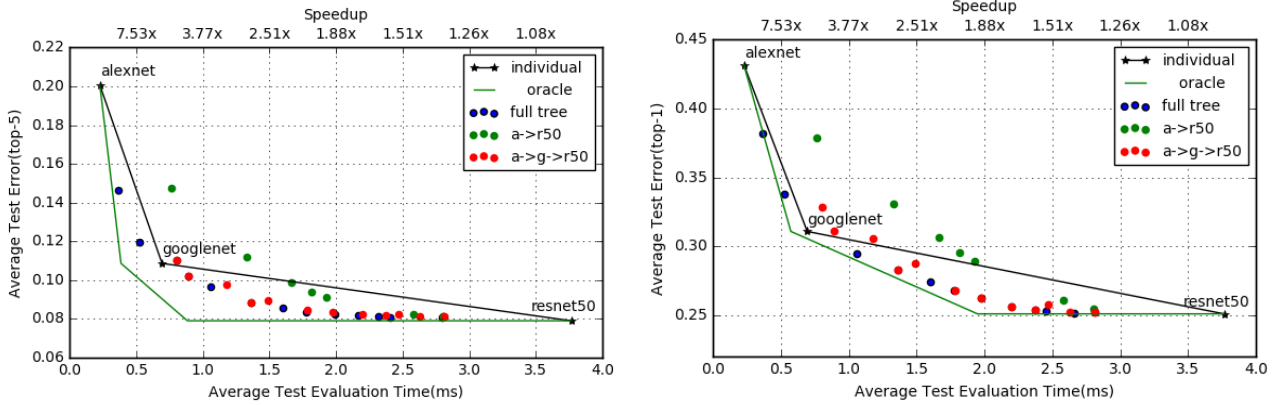 Speedup
7.53x 3.77x 2.51x 1.88x 1.51x 1.26x 1.08x
0.22
0.20
0.18
0.16
0.14
0.12
0.10
0.08
0.06
Average Test Error(top-5)
alexnet
googlenet
resnet50
individual
oracle
full tree
a->r50
a->g->r50
0.0 0.5 1.0 1.5 2.0 2.5 3.0 3.5 4.0
Average Test Evaluation Time(ms)
Speedup
7.53x 3.77x 2.51x 1.88x 1.51x 1.26x 1.08x
0.45
0.40
0.35
0.30
0.25
Average Test Error(top-1)
alexnet
googlenet
resnet50
individual
oracle
full tree
a->r50
a->g->r50
0.0 0.5 1.0 1.5 2.0 2.5 3.0 3.5 4.0
Average Test Evaluation Time(ms)